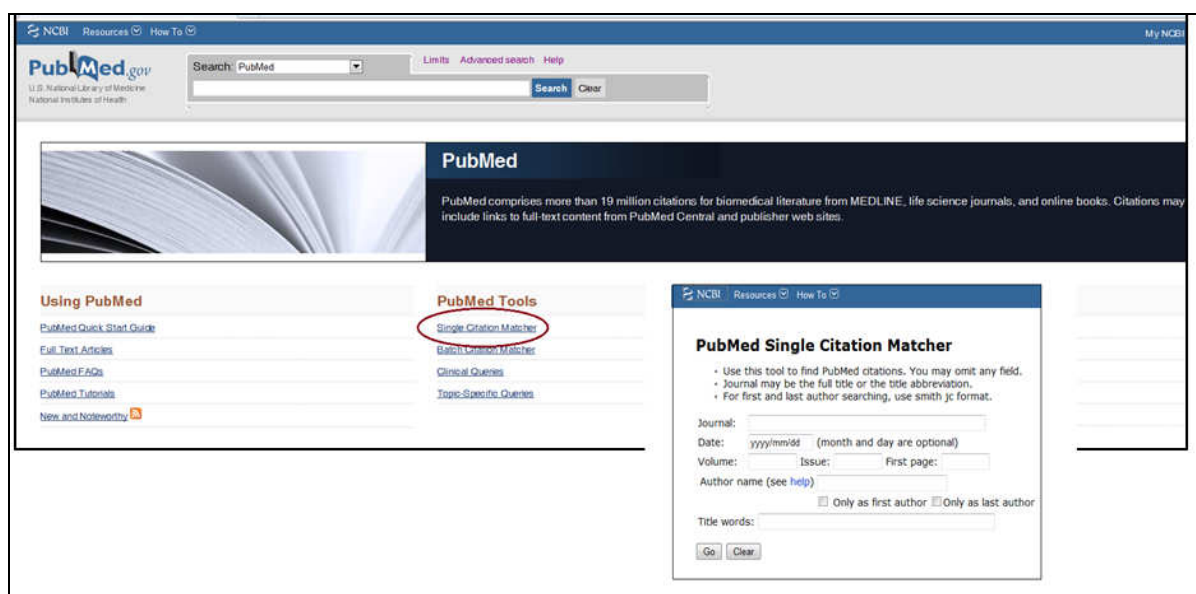 NCBI Resources How To My NCBI
PubMed.gov
U.S. National Library of Medicine
National Institutes of Health
Search: PubMed
Limits Advanced search Help
Search Clear
PubMed
PubMed comprises more than 19 million citations for biomedical literature from MEDLINE, life science journals, and online books. Citations may
include links to full-text content from PubMed Central and publisher web sites.
Using PubMed
PubMed Quick Start Guide
Full Text Articles
PubMed FAQs
PubMed Tutorials
New and Noteworthy
PubMed Tools
Single Citation Matcher
Batch Citation Matcher
Clinical Queries
Topic-Specific Queries
NCBI Resources How To
PubMed Single Citation Matcher
• Use this tool to find PubMed citations. You may omit any field.
• Journal may be the full title or the title abbreviation.
• For first and last author searching, use smith jc format.
Journal:
Date: yyyy/mm/dd (month and day are optional)
Volume: Issue: First page:
Author name (see help)
Only as first author Only as last author
Title words:
Go Clear